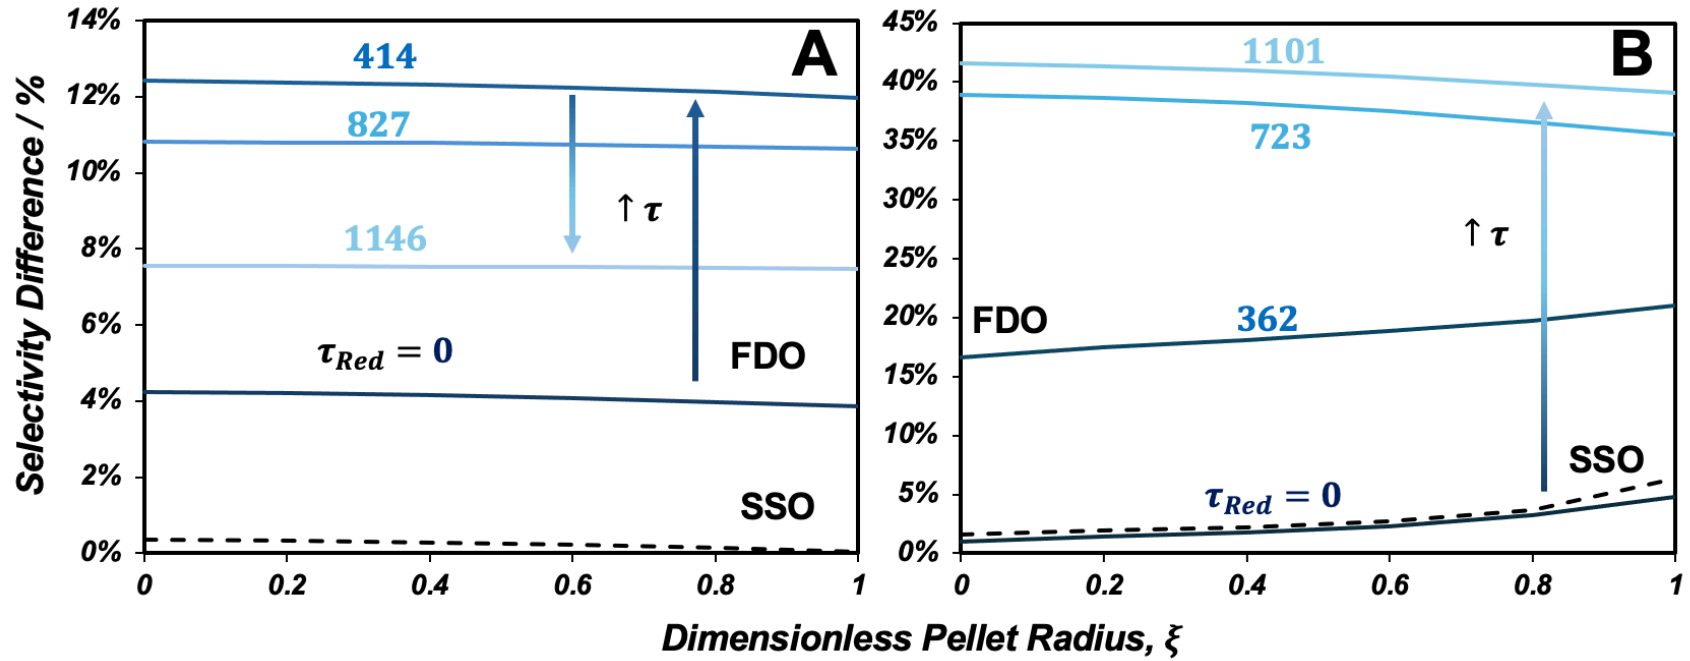 Selectivity Difference / %
14%
12%
10%
8%
6%
4%
2%
0%
A
414
827
↑ τ
1146
τ_Red = 0
FDO
SSO
0 0.2 0.4 0.6 0.8 1
45%
40%
35%
30%
25%
20%
15%
10%
5%
0%
B
1101
723
↑ τ
FDO
362
SSO
τ_Red = 0
0 0.2 0.4 0.6 0.8 1
Dimensionless Pellet Radius, ξ